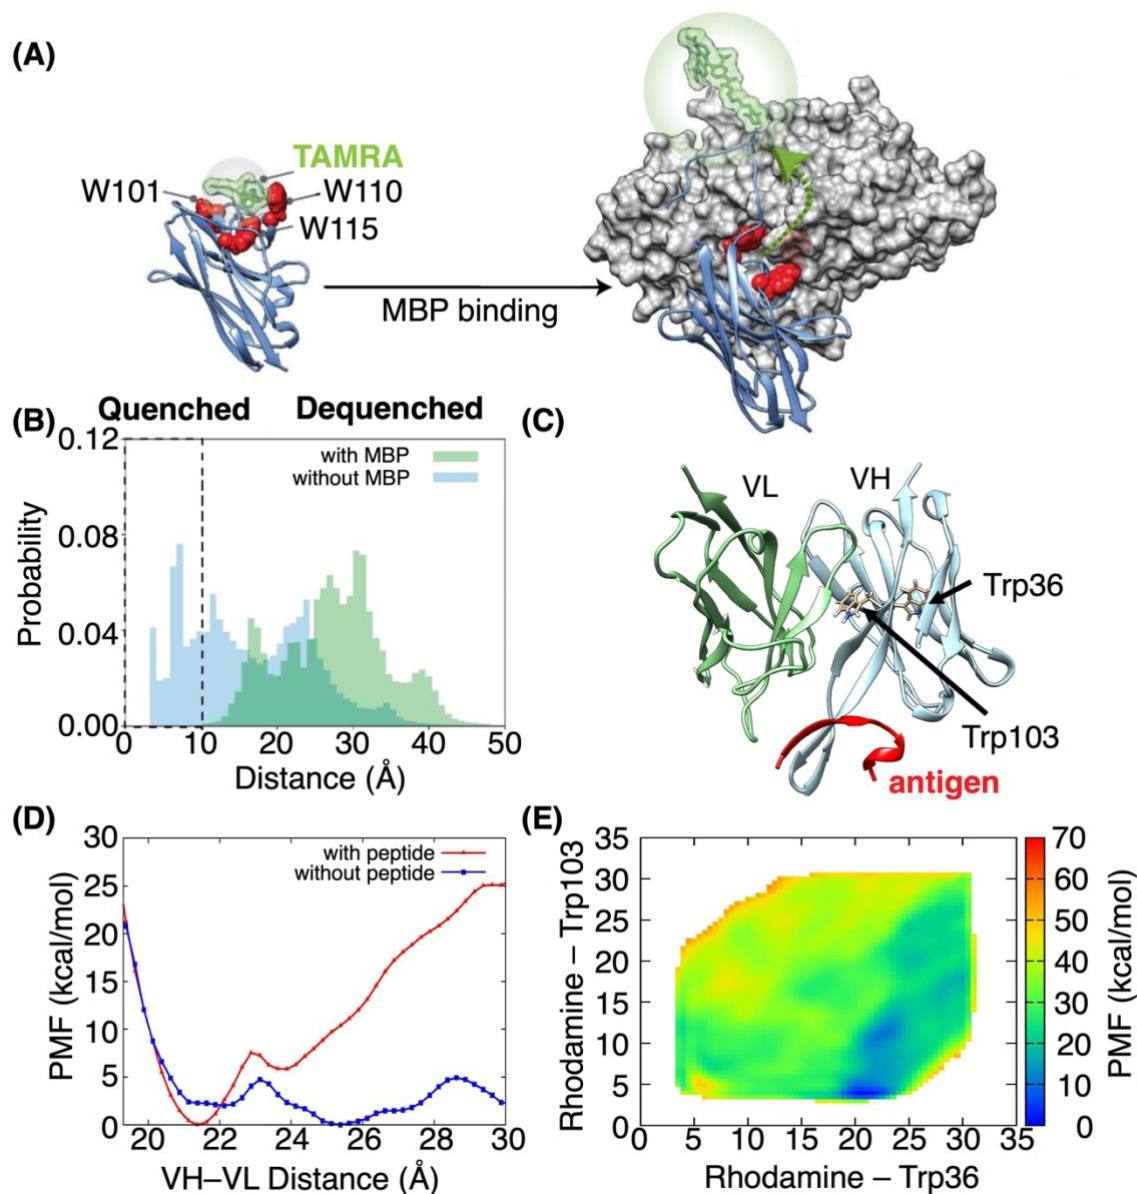 (A)
TAMRA
W101
W110
W115
MBP binding
(B)
Quenched
Dequenched
0.12
0.08
0.04
0.00
Probability
with MBP
without MBP
0 10 20 30 40 50
Distance (Å)
(C)
VL
VH
Trp36
Trp103
antigen
(D)
30
25
20
15
10
5
0
PMF (kcal/mol)
with peptide
without peptide
20 22 24 26 28 30
VH–VL Distance (Å)
(E)
35
30
25
20
15
10
5
0
Rhodamine – Trp103
0 5 10 15 20 25 30 35
Rhodamine – Trp36
70
60
50
40
30
20
10
0
PMF (kcal/mol)